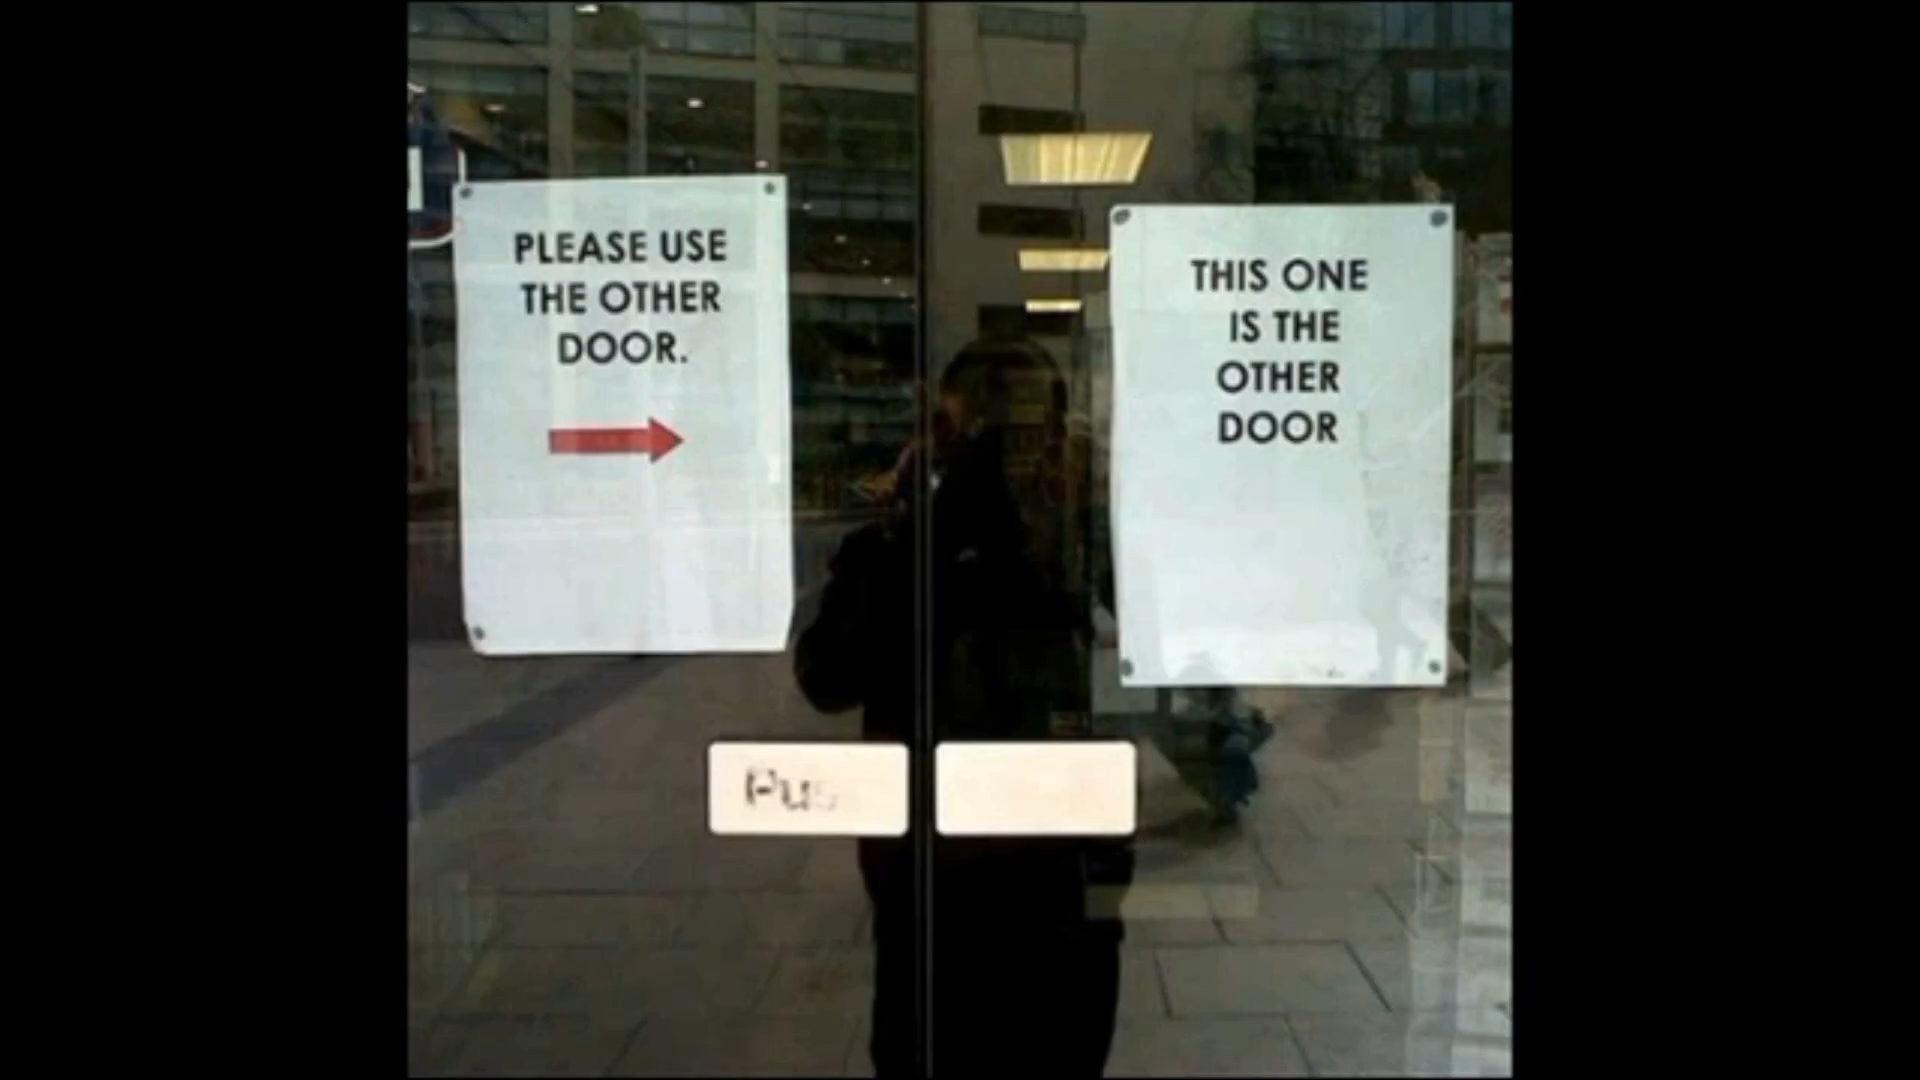 PLEASE USE
THE OTHER
DOOR.
THIS ONE
IS THE
OTHER
DOOR